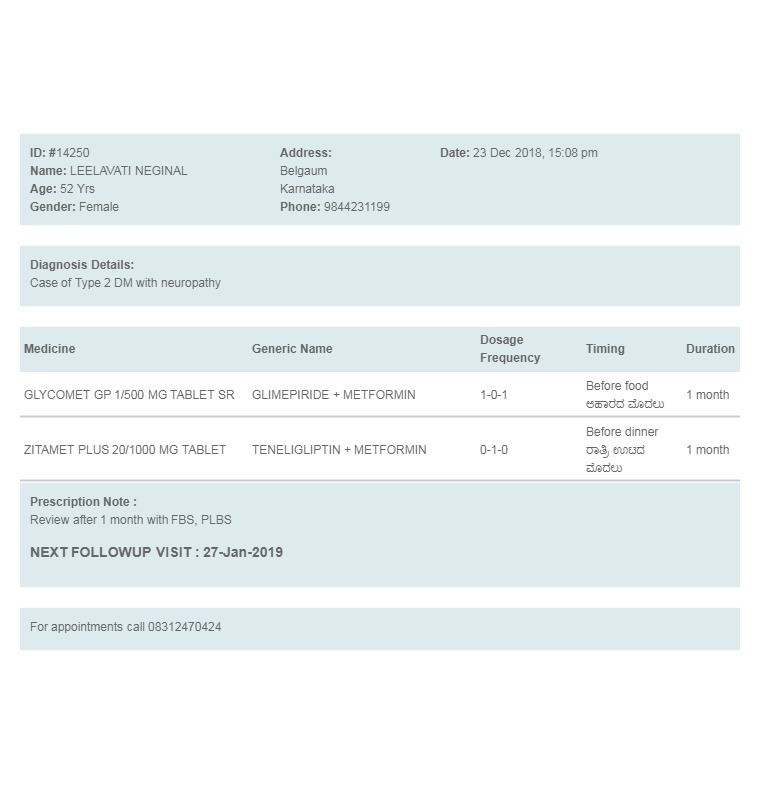 ID: #14250
Name: LEELAVATI NEGINAL
Age: 52 Yrs
Gender: Female
Address:
Belgaum
Karnataka
Phone: 9844231199
Date: 23 Dec 2018, 15:08 pm
Diagnosis Details:
Case of Type 2 DM with neuropathy
Medicine Generic Name Dosage Frequency Timing Duration
GLYCOMET GP 1/500 MG TABLET SR GLIMEPIRIDE + METFORMIN 1-0-1 Before food 1 month
ಆಹಾರದ ಮೊದಲು
ZITAMET PLUS 20/1000 MG TABLET TENELIGLIPTIN + METFORMIN 0-1-0 Before dinner 1 month
ರಾತ್ರಿ ಊಟದ
ಮೊದಲು
Prescription Note :
Review after 1 month with FBS, PLBS
NEXT FOLLOWUP VISIT : 27-Jan-2019
For appointments call 08312470424